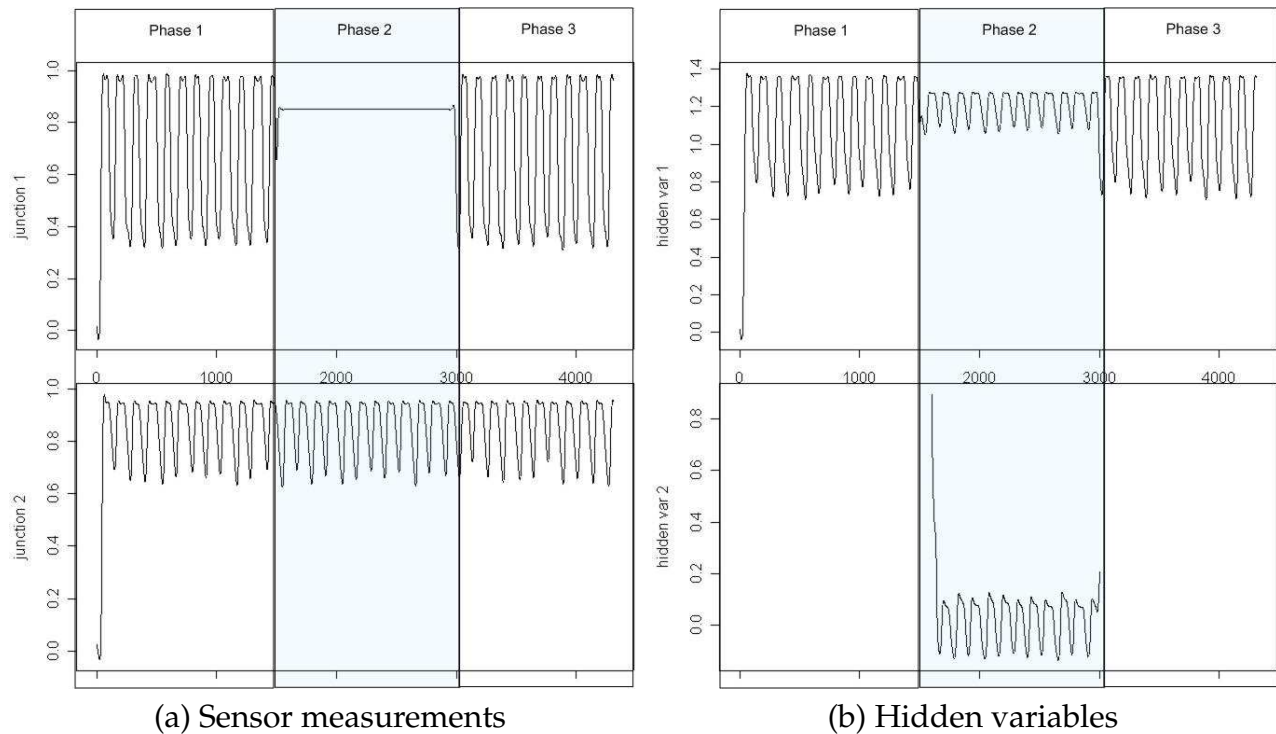 Phase 1
Phase 2
Phase 3
junction 1
0.0
0.2
0.4
0.6
0.8
1.0
0
1000
2000
3000
4000
junction 2
0.0
0.2
0.4
0.6
0.8
1.0
(a) Sensor measurements
Phase 1
Phase 2
Phase 3
hidden var 1
0.0
0.2
0.4
0.6
0.8
1.0
1.2
1.4
0
1000
2000
3000
4000
hidden var 2
0.0
0.2
0.4
0.6
0.8
(b) Hidden variables